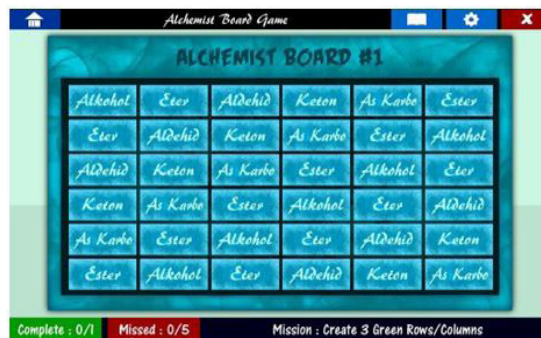 Alchemist Board Game
X
ALCHEMIST BOARD #1
Alkohol Eter Aldehid Keton As Karbo Ester
Eter Aldehid Keton As Karbo Ester Alkohol
Aldehid Keton As Karbo Ester Alkohol Eter
Keton As Karbo Ester Alkohol Eter Aldehid
As Karbo Ester Alkohol Eter Aldehid Keton
Ester Alkohol Eter Aldehid Keton As Karbo
Complete : 0/1 Missed : 0/5 Mission : Create 3 Green Rows/Columns